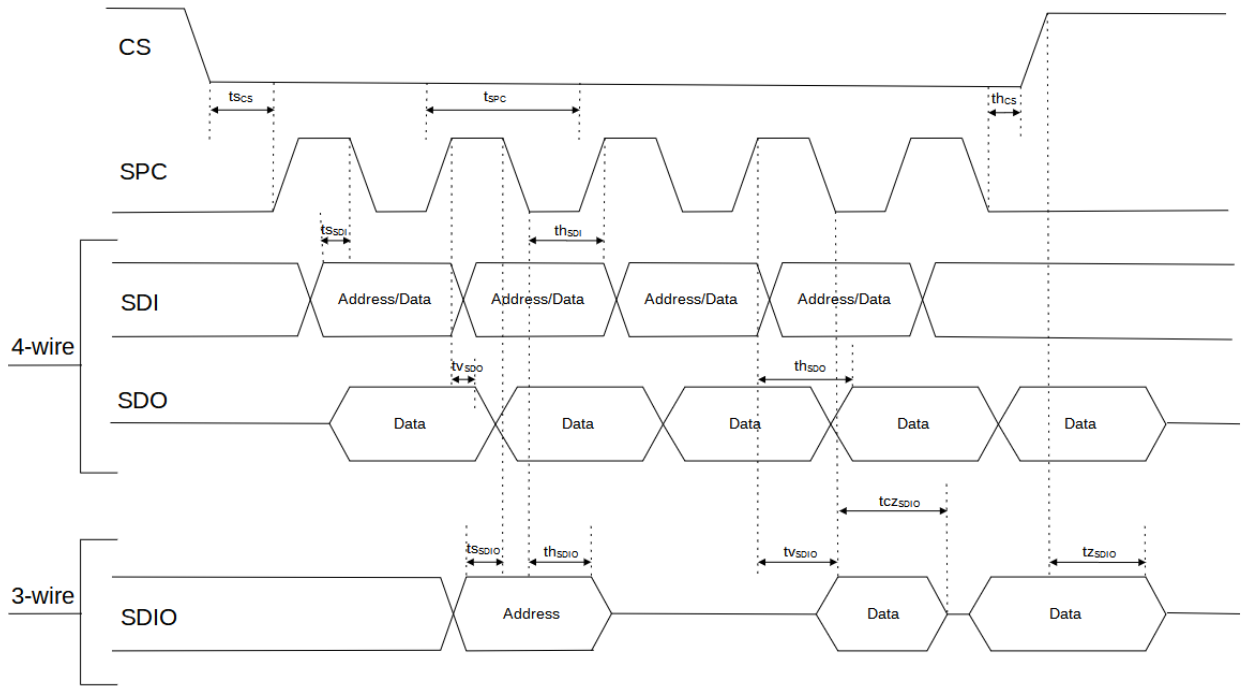 CS
tsCS
tSPC
thCS
SPC
tsSDI
thSDI
4-wire
SDI
Address/Data
Address/Data
Address/Data
Address/Data
tvSDO
thSDO
SDO
Data
Data
Data
Data
Data
tczSDIO
3-wire
tsSDIO
thSDIO
tvSDIO
tzSDIO
SDIO
Address
Data
Data